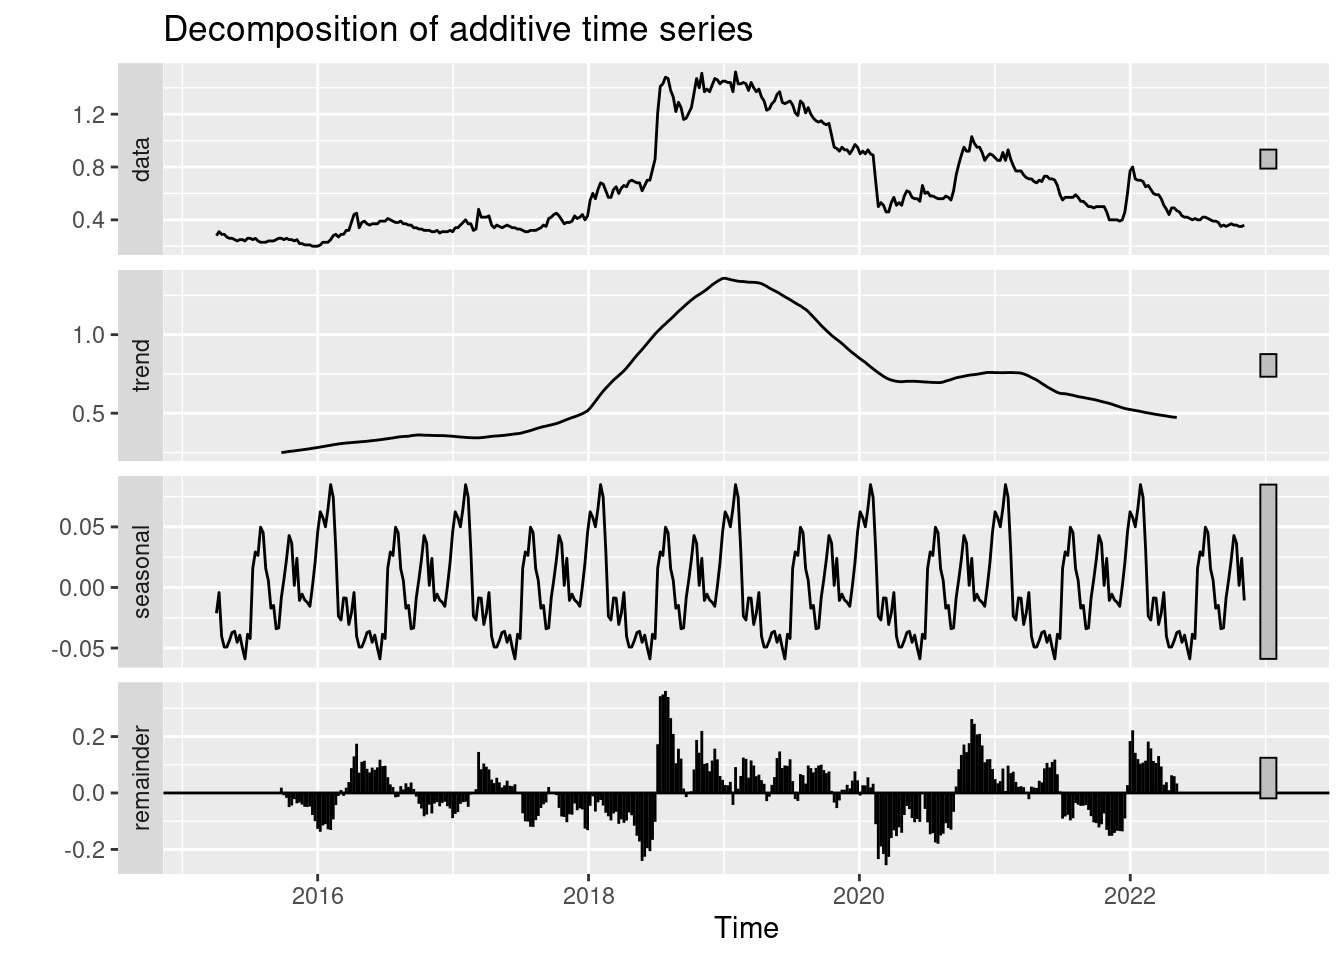 Decomposition of additive time series
data
1.2
0.8
0.4
trend
1.0
0.5
seasonal
0.05
0.00
-0.05
remainder
0.2
0.0
-0.2
2016 2018 2020 2022
Time